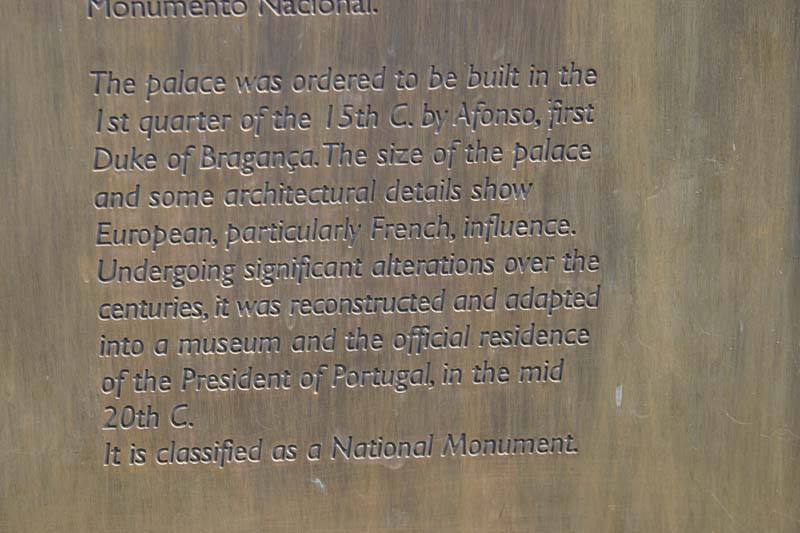 Monumento Nacional.
The palace was ordered to be built in the
1st quarter of the 15th C. by Afonso, first
Duke of Bragança. The size of the palace
and some architectural details show
European, particularly French, influence.
Undergoing significant alterations over the
centuries, it was reconstructed and adapted
into a museum and the official residence
of the President of Portugal, in the mid
20th C.
It is classified as a National Monument.